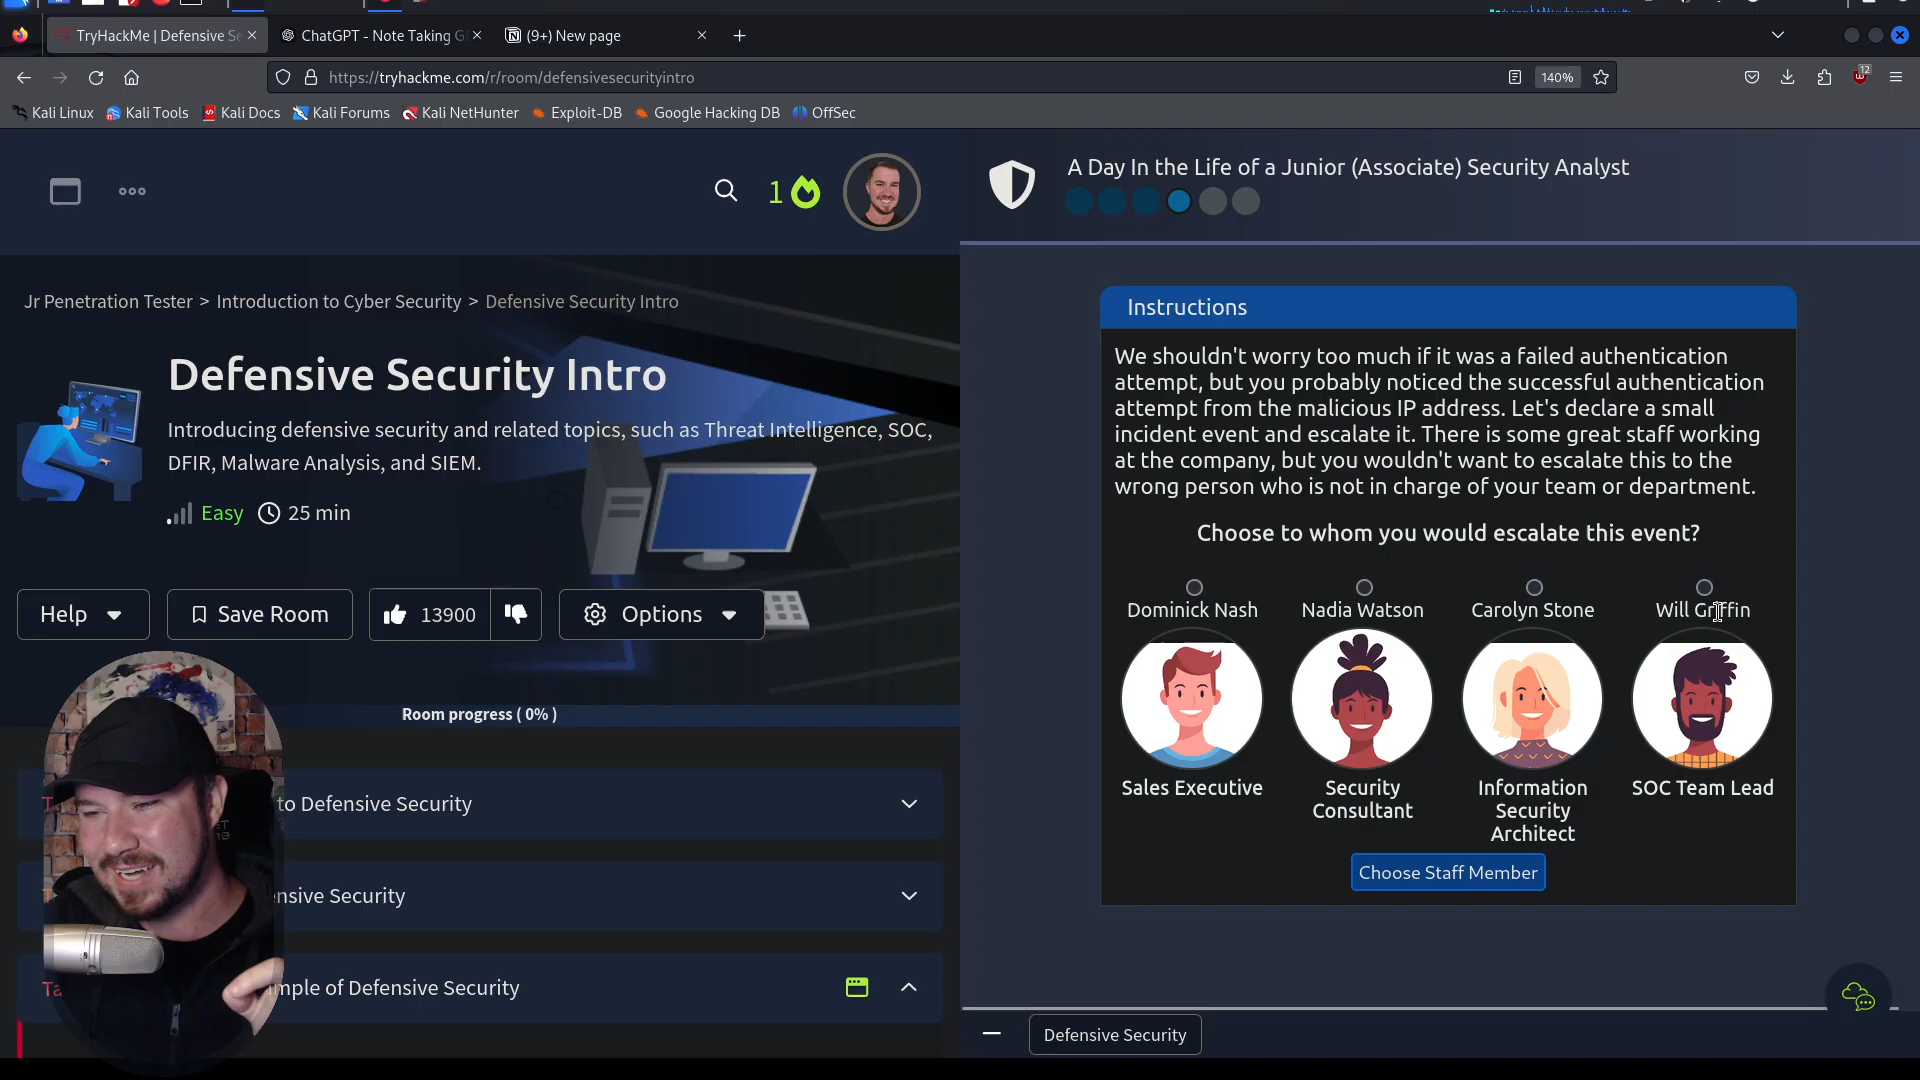 TryHackMe | Defensive Se
ChatGPT - Note Taking G
(9+) New page
https://tryhackme.com/r/room/defensivesecurityintro
140%
12
Kali Linux
Kali Tools
Kali Docs
Kali Forums
Kali NetHunter
Exploit-DB
Google Hacking DB
OffSec
1
Jr Penetration Tester > Introduction to Cyber Security > Defensive Security Intro
Defensive Security Intro
Introducing defensive security and related topics, such as Threat Intelligence, SOC,
DFIR, Malware Analysis, and SIEM.
Easy
25 min
Help
Save Room
13900
Options
Room progress ( 0% )
to Defensive Security
ensive Security
mple of Defensive Security
A Day In the Life of a Junior (Associate) Security Analyst
Instructions
We shouldn't worry too much if it was a failed authentication
attempt, but you probably noticed the successful authentication
attempt from the malicious IP address. Let's declare a small
incident event and escalate it. There is some great staff working
at the company, but you wouldn't want to escalate this to the
wrong person who is not in charge of your team or department.
Choose to whom you would escalate this event?
Dominick Nash
Nadia Watson
Carolyn Stone
Will Griffin
Sales Executive
Security
Consultant
Information
Security
Architect
SOC Team Lead
Choose Staff Member
Defensive Security